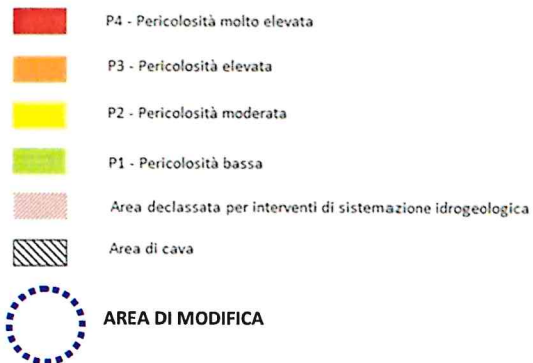 P4 - Pericolosità molto elevata
P3 - Pericolosità elevata
P2 - Pericolosità moderata
P1 - Pericolosità bassa
Area declassata per interventi di sistemazione idrogeologica
Area di cava
AREA DI MODIFICA